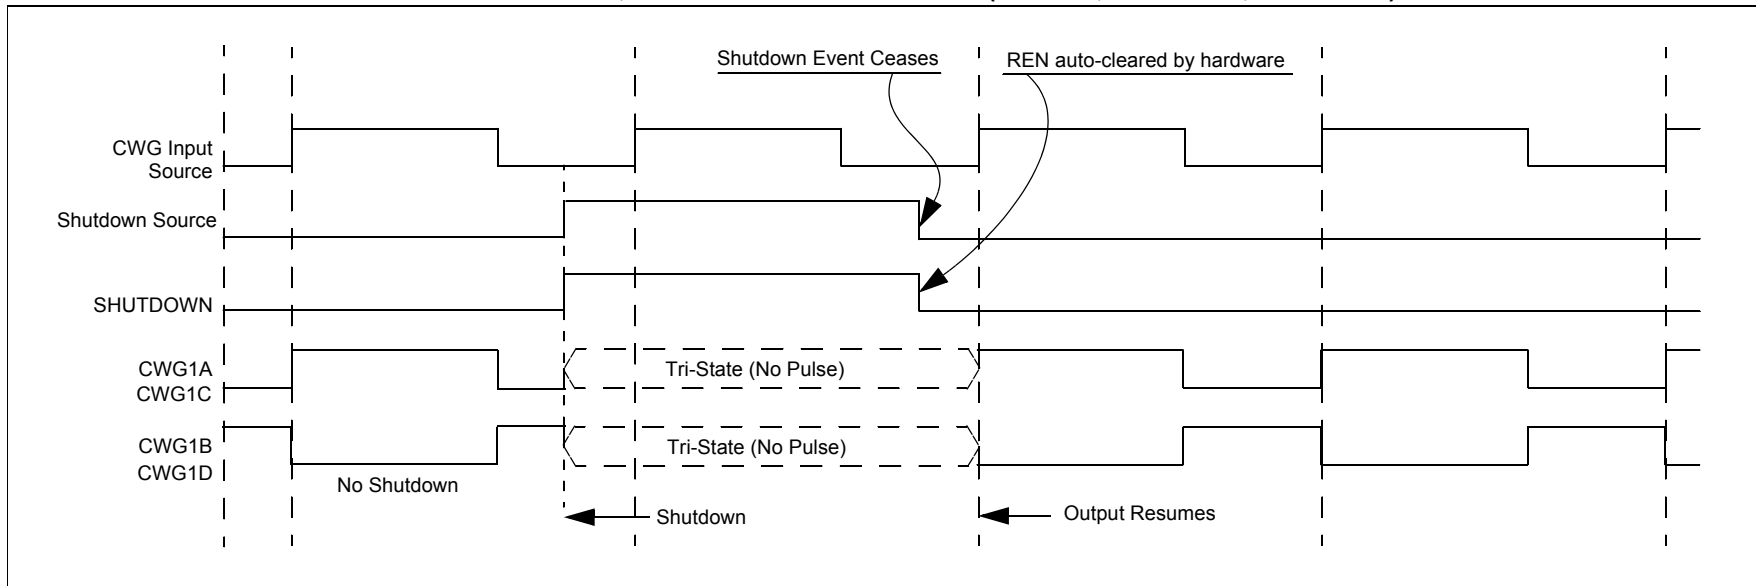 Shutdown Event Ceases
REN auto-cleared by hardware
CWG Input
Source
Shutdown Source
SHUTDOWN
CWG1A
CWG1C
Tri-State (No Pulse)
CWG1B
CWG1D
Tri-State (No Pulse)
No Shutdown
Shutdown
Output Resumes